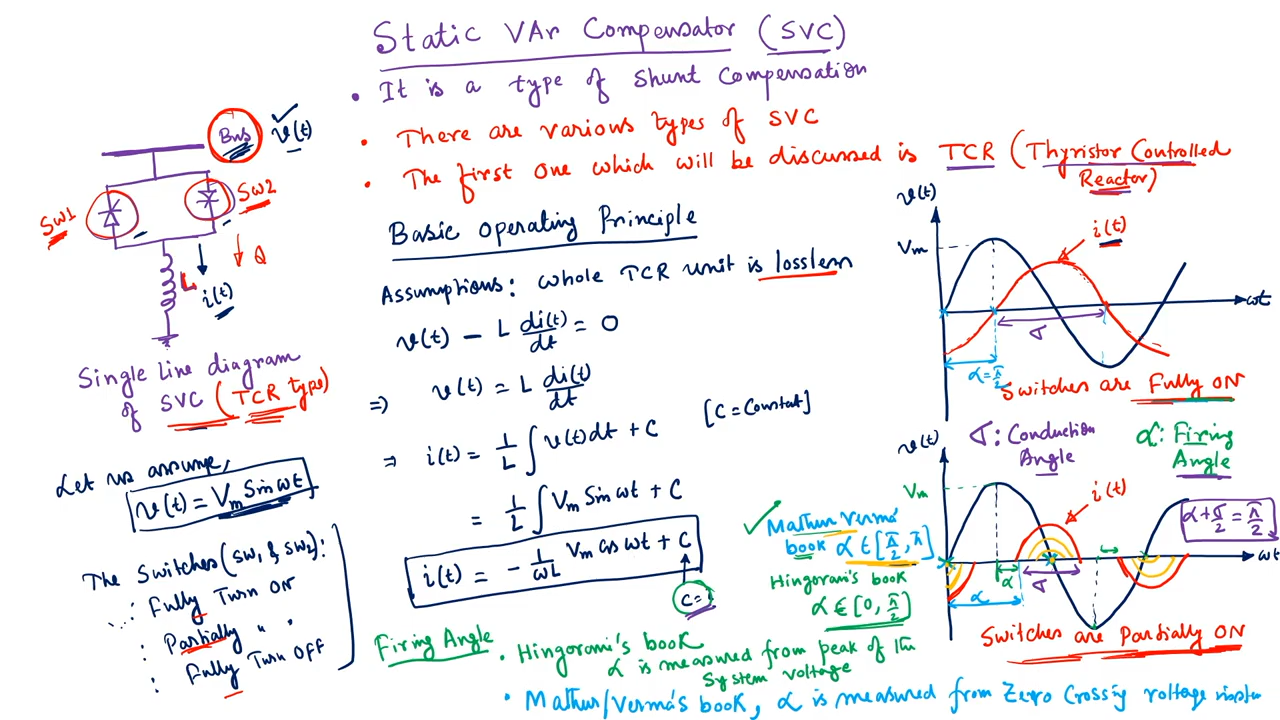 Static VAr Compensator (SVC)
• It is a type of Shunt Compensation
• There are various types of SVC
• The first one which will be discussed is TCR (Thyristor Controlled
Reactor)
Bus
v(t)
SW1
SW2
Q
L
i(t)
Single line diagram
of SVC (TCR type)
Let us assume,
v(t) = Vm Sin ωt
The Switches (SW1 & SW2):
: Fully Turn ON
: Partially " "
: Fully Turn OFF
Basic Operating Principle
Assumptions: whole TCR unit is lossless
v(t) - L di(t)/dt = 0
⇒ v(t) = L di(t)/dt
⇒ i(t) = 1/L ∫ v(t)dt + C [C = Constat]
= 1/L ∫ Vm Sin ωt + C
i(t) = - 1/ωL Vm cos ωt + C
C =
Firing Angle
• Hingorani's book
α is measured from peak of the
System voltage
• Mathur/Verma's book, α is measured from Zero Crossing voltage
Mathur Verma's
book α ∈ [π/2, π]
Hingorani's book
α ∈ [0, π/2]
v(t)
Vm
i(t)
ωt
σ
α = π/2
Switches are Fully ON
σ: Conduction
Angle
α: Firing
Angle
v(t)
Vm
i(t)
α + σ/2 = π/2
ωt
α
σ
α
Switches are Partially ON